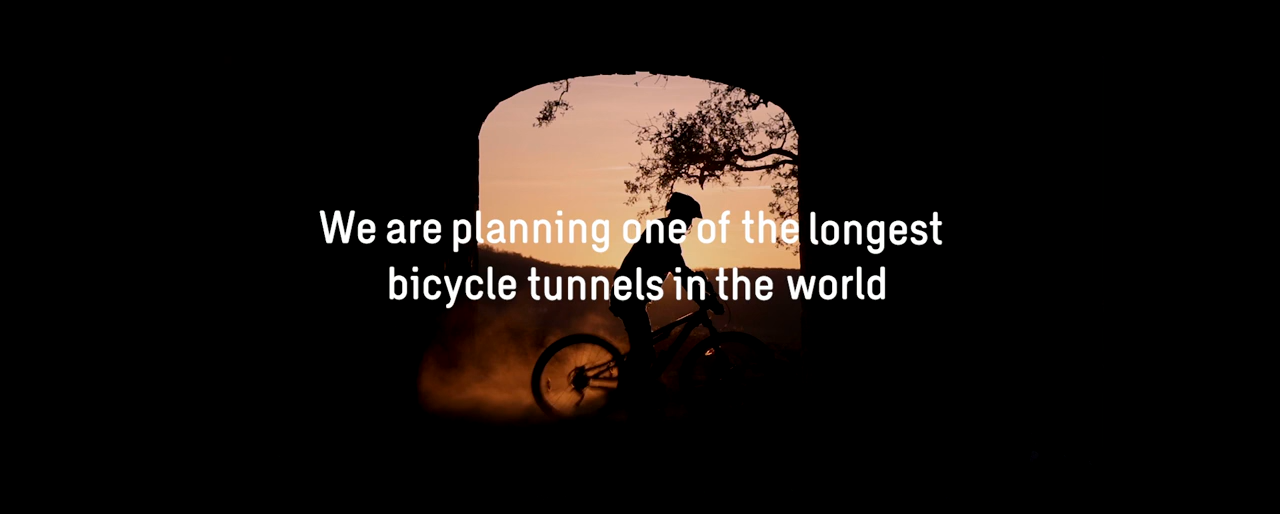 We are planning one of the longest
bicycle tunnels in the world